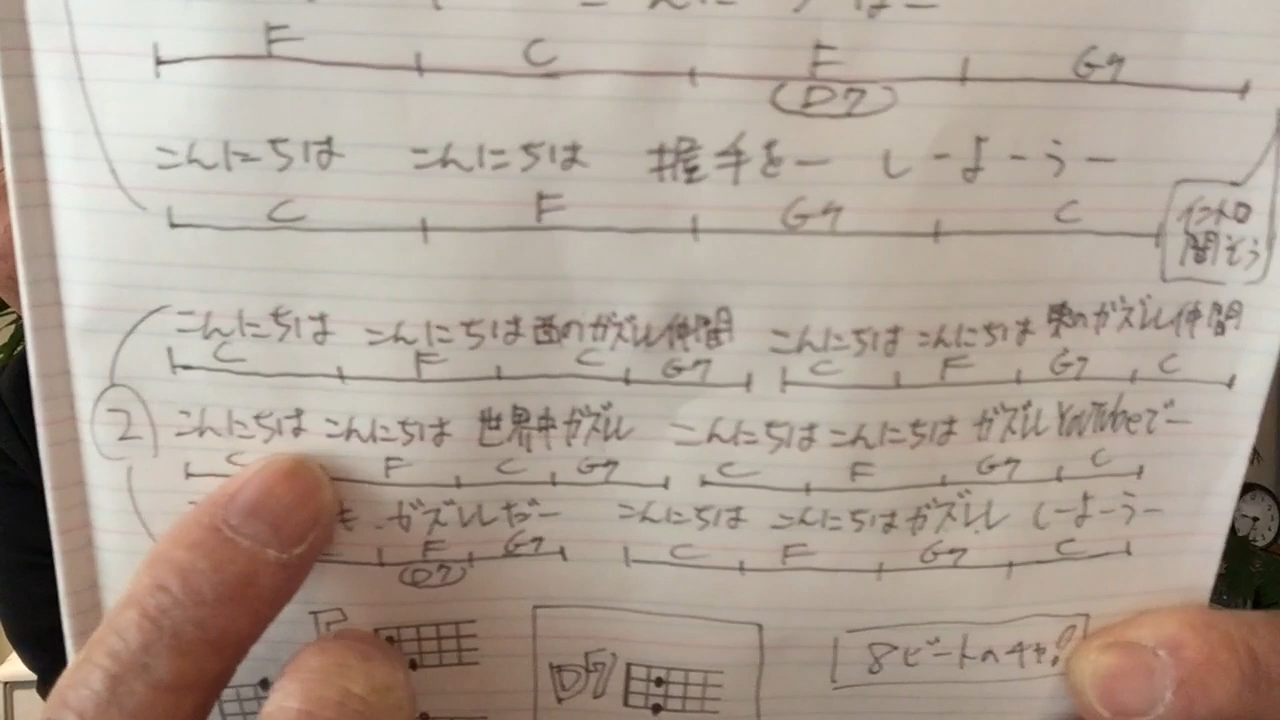 F C F G7
(D7)
こんにちは こんにちは 握手をー しーよーうー
C F G7 C
イントロ
間そう
こんにちは こんにちは西のガズレレ仲間 こんにちは こんにちは 東のガズレレ仲間
C F C G7 C F G7 C
② こんにちは こんにちは 世界中ガズレレ こんにちは こんにちは ガズレレYouTubeでー
C F C G7 C F G7 C
も ガズレレだー こんにちは こんにちはガズレレ しーよーうー
F G7 C F G7 C
(D7)
F
D7
8ビートのチャ!